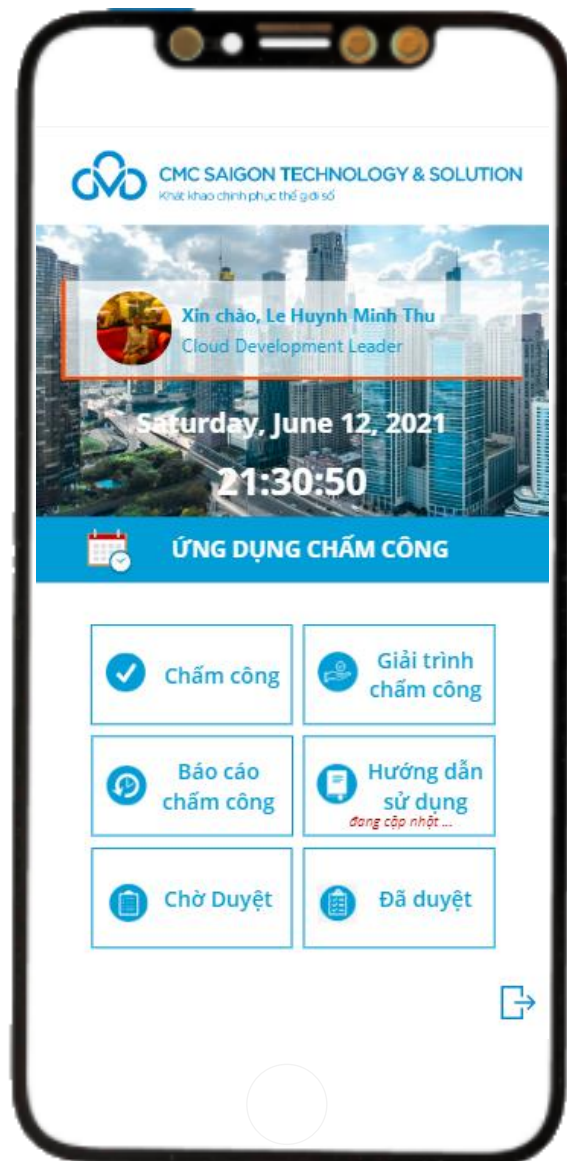 CMC SAIGON TECHNOLOGY & SOLUTION
Khát khao chinh phục thế giới số
Xin chào, Le Huynh Minh Thu
Cloud Development Leader
Saturday, June 12, 2021
21:30:50
ỨNG DỤNG CHẤM CÔNG
Chấm công
Giải trình
chấm công
Báo cáo
chấm công
Hướng dẫn
sử dụng
đang cập nhật ...
Chờ Duyệt
Đã duyệt